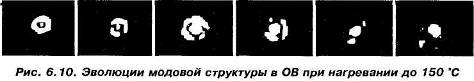 Рис. 6.10. Эволюции модовой структуры в ОВ при нагревании до 150 °С